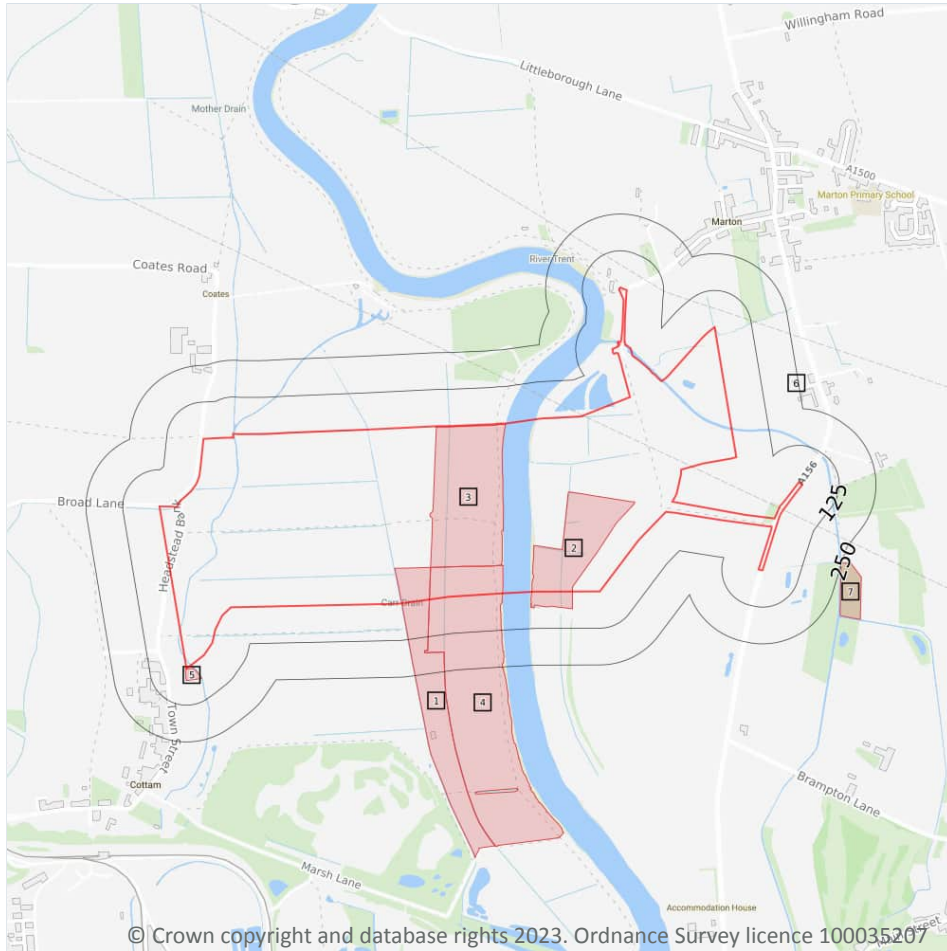 Willingham Road
Littleborough Lane
Mother Drain
A1500
Marton Primary School
Marton
River Trent
Coates Road
Coates
6
A156
3
Broad Lane
125
Headstead Bank
2
250
7
Carr Drain
5
1
4
Town Street
Cottam
Brampton Lane
Marsh Lane
Accommodation House
Street
© Crown copyright and database rights 2023. Ordnance Survey licence 100035207